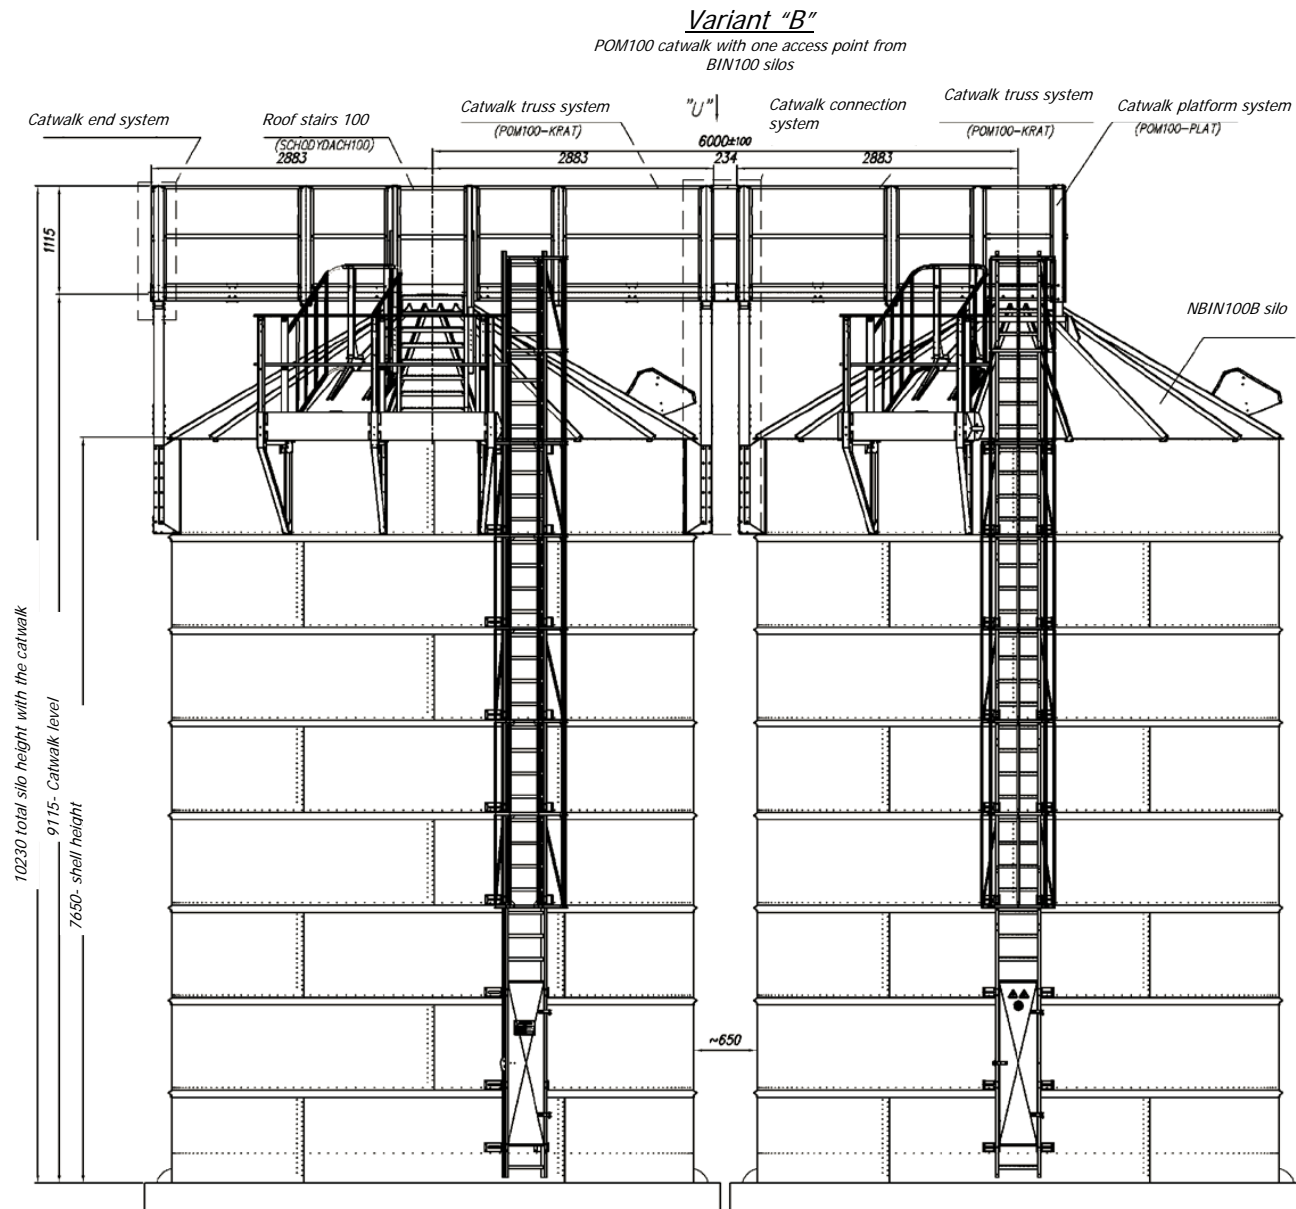 Variant "B"
POM100 catwalk with one access point from
BIN100 silos
Catwalk end system
Roof stairs 100
(SCHODYDACH100)
Catwalk truss system
(POM100-KRAT)
"U"
Catwalk connection
system
Catwalk truss system
(POM100-KRAT)
Catwalk platform system
(POM100-PLAT)
6000±100
2883
2883
234
2883
1115
NBIN100B silo
10230 total silo height with the catwalk
9115- Catwalk level
7650- shell height
~650